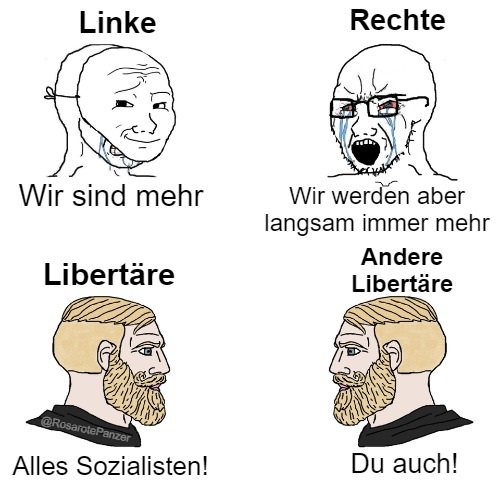 Linke
Wir sind mehr
Rechte
Wir werden aber
langsam immer mehr
Libertäre
@RosarotePanzer
Alles Sozialisten!
Andere
Libertäre
Du auch!